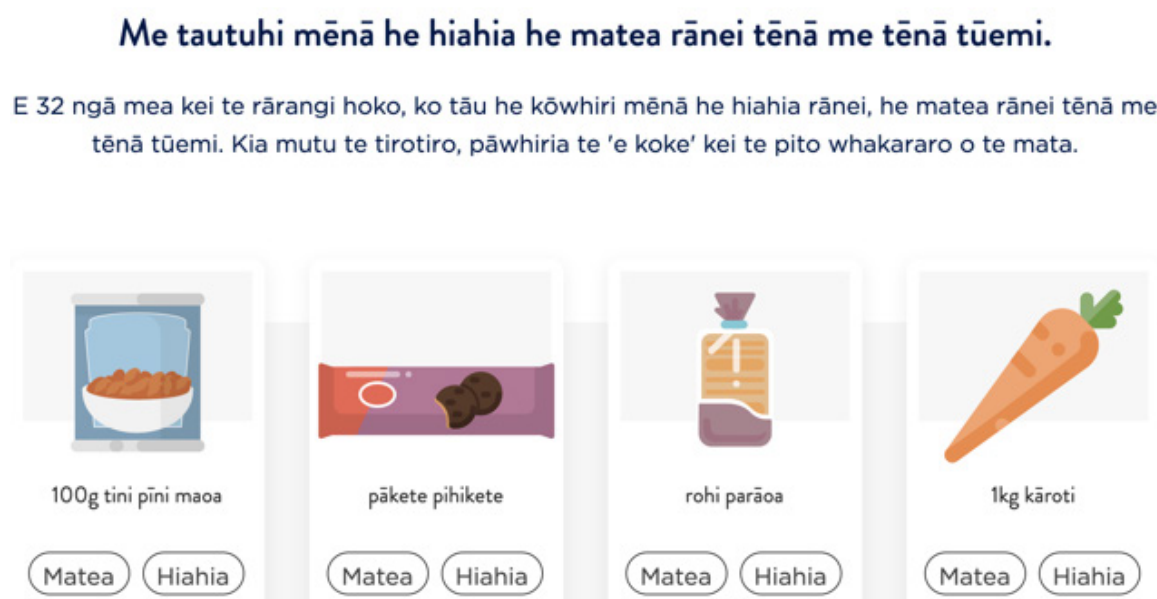 Me tautuhi mēnā he hiahia he matea rānei tēnā me tēnā tūemi.
E 32 ngā mea kei te rārangi hoko, ko tāu he kōwhiri mēnā he hiahia rānei, he matea rānei tēnā me
tēnā tūemi. Kia mutu te tirotiro, pāwhiria te 'e koke' kei te pito whakararo o te mata.
100g tini pīni maoa
pākete pihikete
rohi parāoa
1kg kāroti
Matea Hiahia
Matea Hiahia
Matea Hiahia
Matea Hiahia